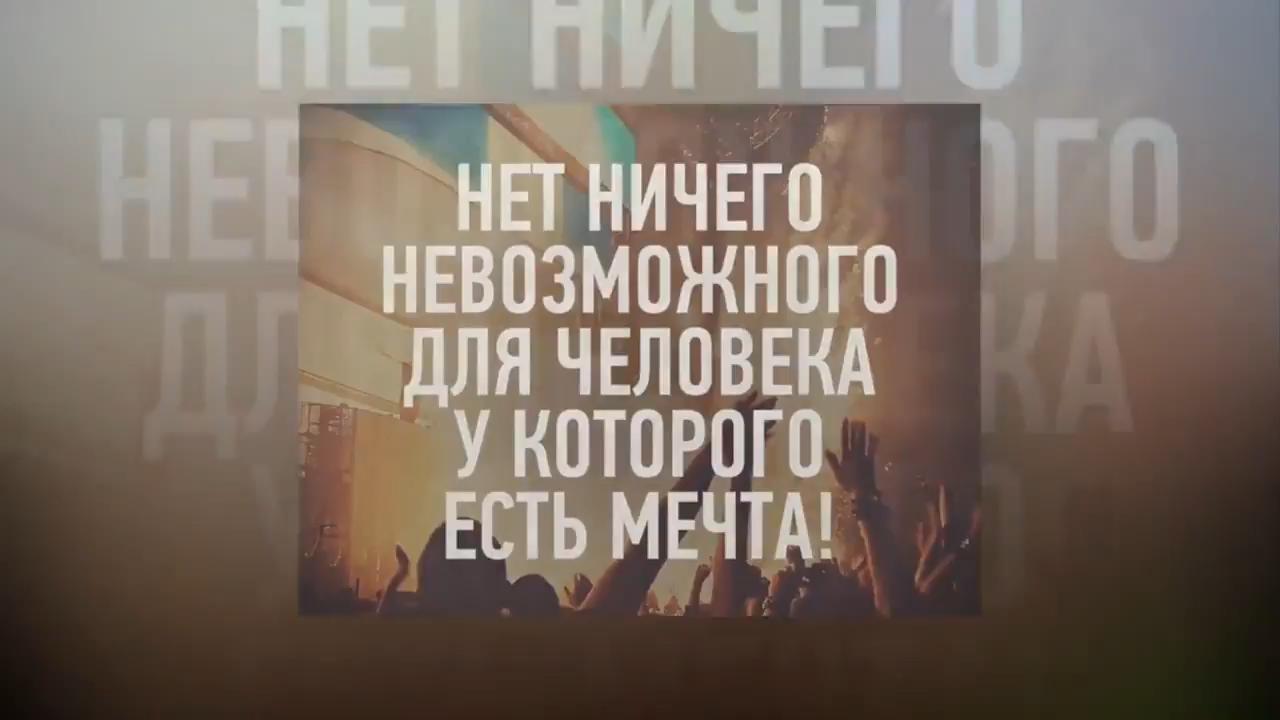 НЕТ НИЧЕГО
НЕВОЗМОЖНОГО
ДЛЯ ЧЕЛОВЕКА
У КОТОРОГО
ЕСТЬ МЕЧТА!